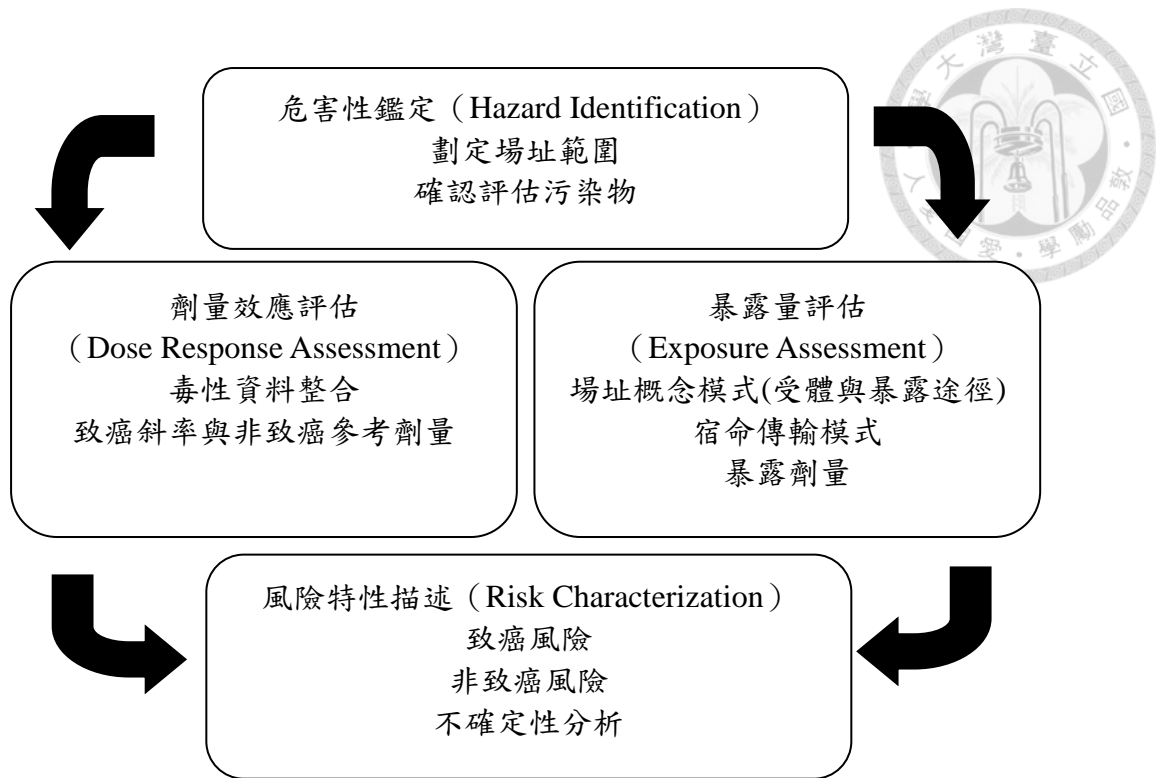 危害性鑑定（Hazard Identification）
劃定場址範圍
確認評估污染物
劑量效應評估
（Dose Response Assessment）
毒性資料整合
致癌斜率與非致癌參考劑量
暴露量評估
（Exposure Assessment）
場址概念模式(受體與暴露途徑)
宿命傳輸模式
暴露劑量
風險特性描述（Risk Characterization）
致癌風險
非致癌風險
不確定性分析